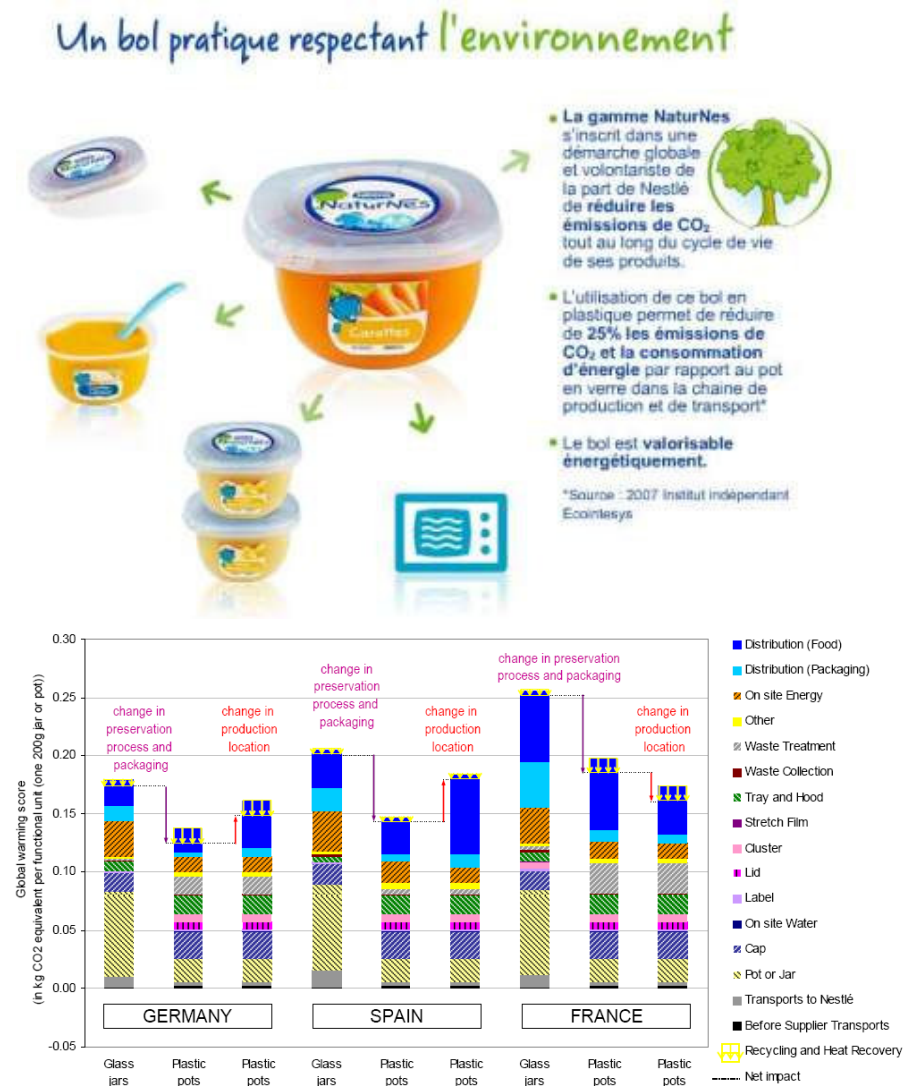 Un bol pratique respectant l'environnement
La gamme NaturNes
s'inscrit dans une
démarche globale
et volontariste de
la part de Nestlé
de réduire les
émissions de CO₂
tout au long du cycle de vie
de ses produits.
L'utilisation de ce bol en
plastique permet de réduire
de 25% les émissions de
CO₂ et la consommation
d'énergie par rapport au pot
en verre dans la chaine de
production et de transport*
Le bol est valorisable
énergétiquement.
*Source : 2007 Institut indépendant
Ecointesys
NaturNes
Carottes
Global warming score
(in kg CO2 equivalent per functional unit (one 200g jar or pot))
0.30
0.25
0.20
0.15
0.10
0.05
0.00
-0.05
change in
preservation
process and
packaging
change in
production
location
change in
preservation
process and
packaging
change in
production
location
change in preservation
process and packaging
change in
production
location
GERMANY
SPAIN
FRANCE
Glass
jars
Plastic
pots
Plastic
pots
Glass
jars
Plastic
pots
Plastic
pots
Glass
jars
Plastic
pots
Plastic
pots
Distribution (Food)
Distribution (Packaging)
On site Energy
Other
Waste Treatment
Waste Collection
Tray and Hood
Stretch Film
Cluster
Lid
Label
On site Water
Cap
Pot or Jar
Transports to Nestlé
Before Supplier Transports
Recycling and Heat Recovery
Net impact